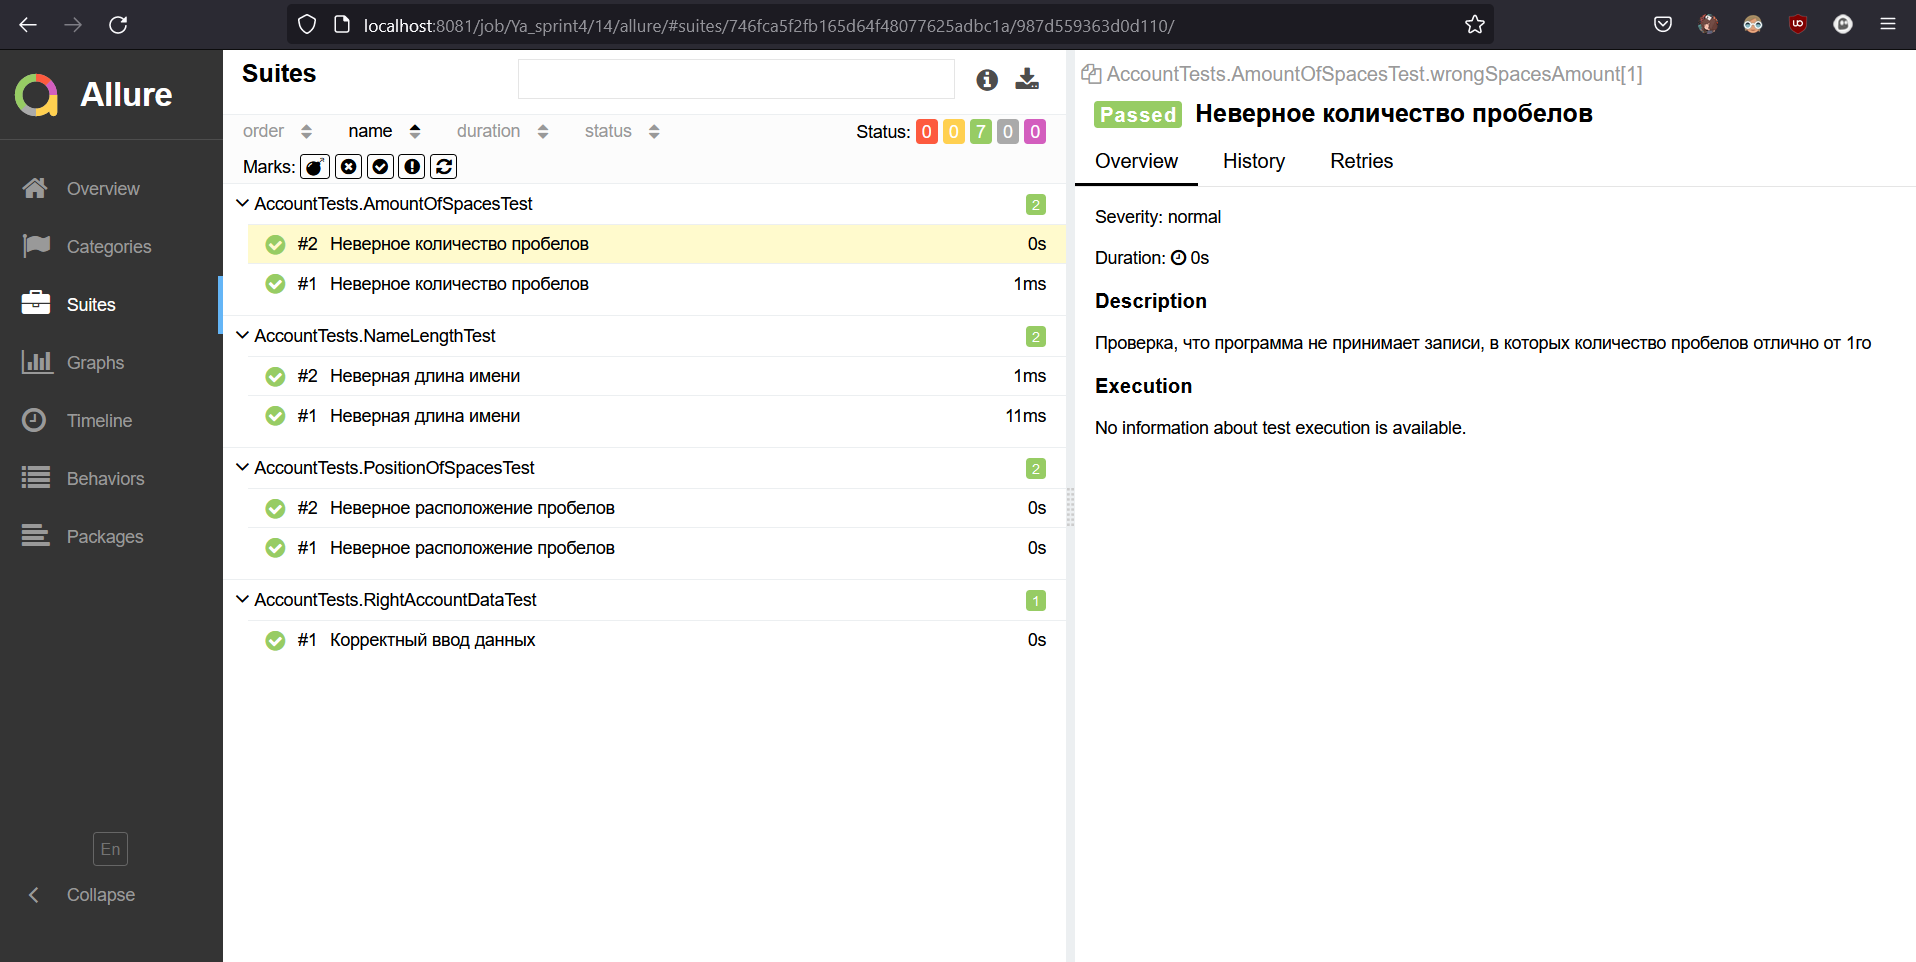 localhost:8081/job/Ya_sprint4/14/allure/#suites/746fca5f2fb165d64f48077625adbc1a/987d559363d0d110/
Allure
Overview
Categories
Suites
Graphs
Timeline
Behaviors
Packages
En
Collapse
Suites
order name duration status Status: 0 0 7 0 0
Marks:
AccountTests.AmountOfSpacesTest 2
#2 Неверное количество пробелов 0s
#1 Неверное количество пробелов 1ms
AccountTests.NameLengthTest 2
#2 Неверная длина имени 1ms
#1 Неверная длина имени 11ms
AccountTests.PositionOfSpacesTest 2
#2 Неверное расположение пробелов 0s
#1 Неверное расположение пробелов 0s
AccountTests.RightAccountDataTest 1
#1 Корректный ввод данных 0s
AccountTests.AmountOfSpacesTest.wrongSpacesAmount[1]
Passed Неверное количество пробелов
Overview History Retries
Severity: normal
Duration: 0s
Description
Проверка, что программа не принимает записи, в которых количество пробелов отлично от 1го
Execution
No information about test execution is available.